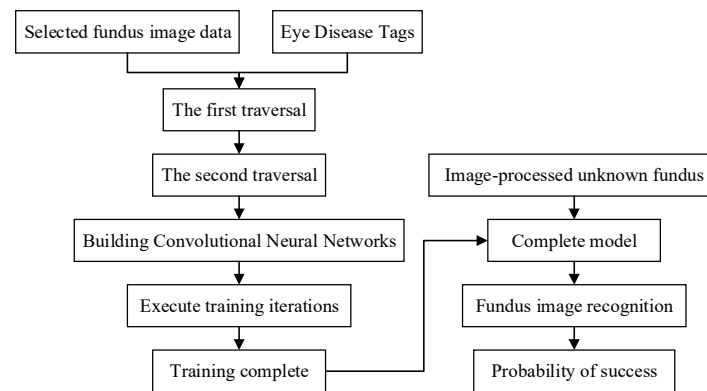 Selected fundus image data
Eye Disease Tags
The first traversal
The second traversal
Building Convolutional Neural Networks
Execute training iterations
Training complete
Image-processed unknown fundus
Complete model
Fundus image recognition
Probability of success